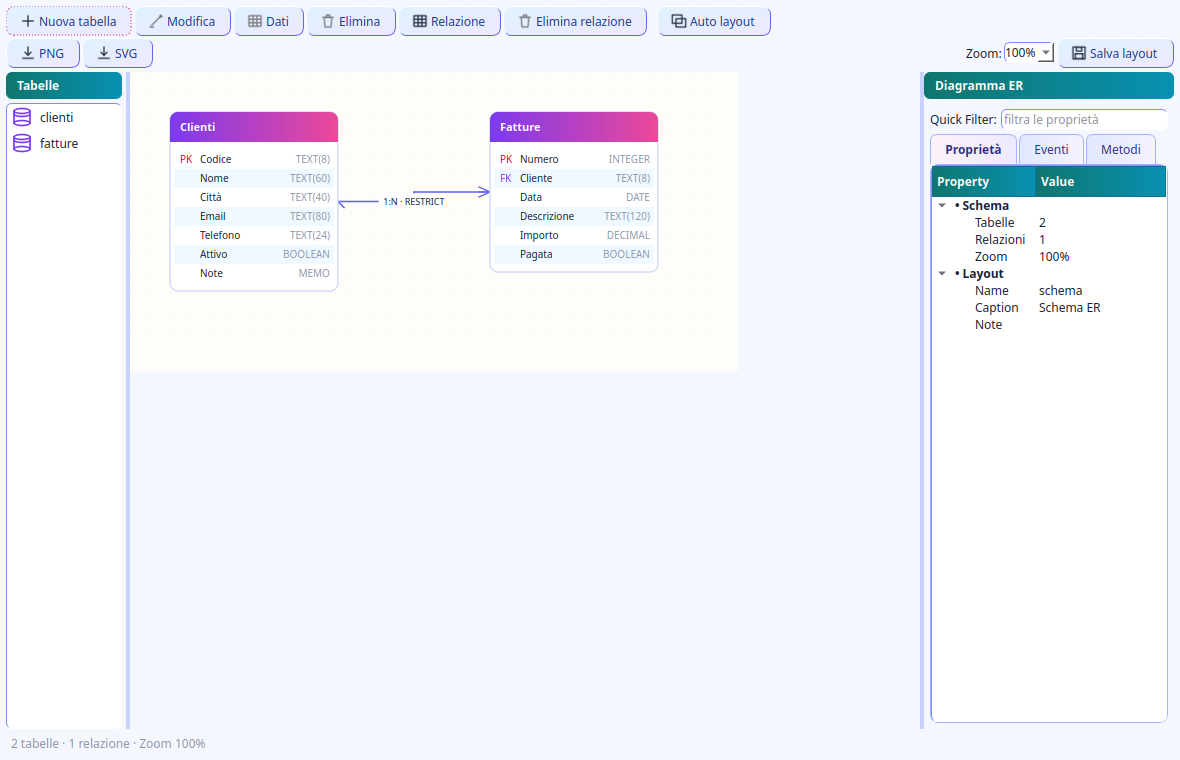 Nuova tabella Modifica Dati Elimina Relazione Elimina relazione Auto layout
PNG SVG Zoom: 100% Salva layout
Tabelle
clienti
fatture
Clienti
PK Codice TEXT(8)
Nome TEXT(60)
Città TEXT(40)
Email TEXT(80)
Telefono TEXT(24)
Attivo BOOLEAN
Note MEMO
1:N · RESTRICT
Fatture
PK Numero INTEGER
FK Cliente TEXT(8)
Data DATE
Descrizione TEXT(120)
Importo DECIMAL
Pagata BOOLEAN
Diagramma ER
Quick Filter: filtra le proprietà
Proprietà Eventi Metodi
Property Value
• Schema
Tabelle 2
Relazioni 1
Zoom 100%
• Layout
Name schema
Caption Schema ER
Note
2 tabelle · 1 relazione · Zoom 100%